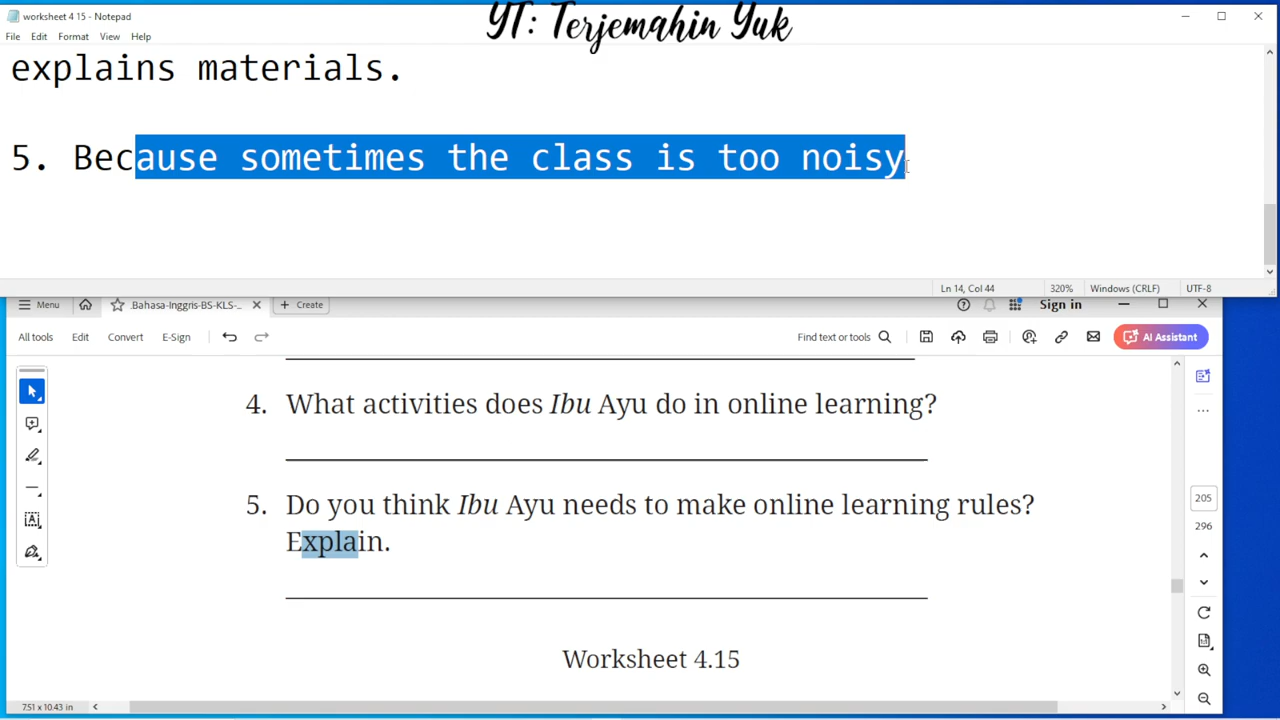 YT: Terjemahin Yuk
worksheet 4 15 - Notepad
File Edit Format View Help
explains materials.
5. Because sometimes the class is too noisy
Ln 14, Col 44 320% Windows (CRLF) UTF-8
Menu Bahasa-Inggris-BS-KLS-... Create Sign in
All tools Edit Convert E-Sign Find text or tools AI Assistant
4. What activities does Ibu Ayu do in online learning?
5. Do you think Ibu Ayu needs to make online learning rules?
Explain.
Worksheet 4.15
205
296
7.51 x 10.43 in